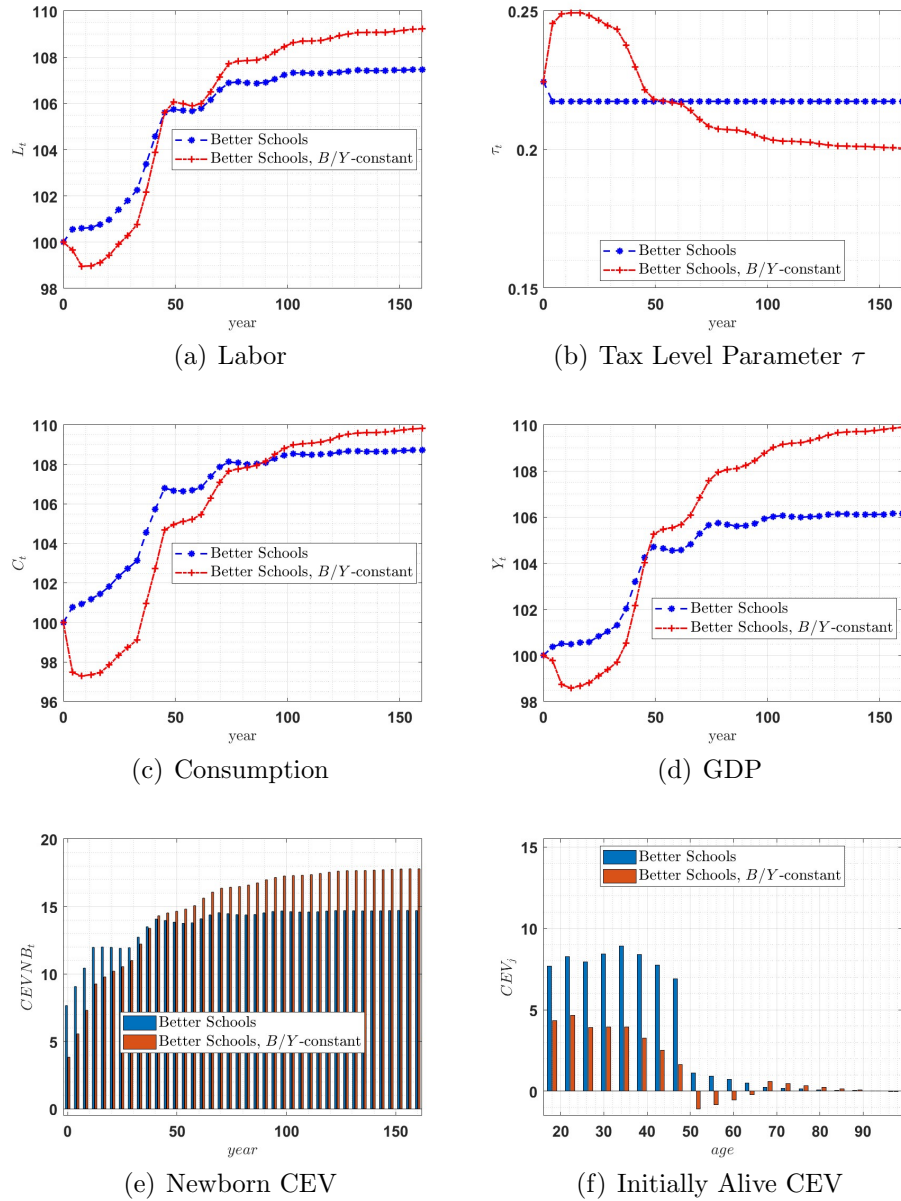 110
108
106
104
102
100
98
L_t
0 50 100 150
year
Better Schools
Better Schools, B/Y-constant
(a) Labor
0.25
0.2
0.15
τ_t
0 50 100 150
year
Better Schools
Better Schools, B/Y-constant
(b) Tax Level Parameter τ
110
108
106
104
102
100
98
96
C_t
0 50 100 150
year
Better Schools
Better Schools, B/Y-constant
(c) Consumption
110
108
106
104
102
100
98
Y_t
0 50 100 150
year
Better Schools
Better Schools, B/Y-constant
(d) GDP
20
15
10
5
0
CEVNB_t
0 50 100 150
year
Better Schools
Better Schools, B/Y-constant
(e) Newborn CEV
15
10
5
0
CEV_j
20 30 40 50 60 70 80 90
age
Better Schools
Better Schools, B/Y-constant
(f) Initially Alive CEV